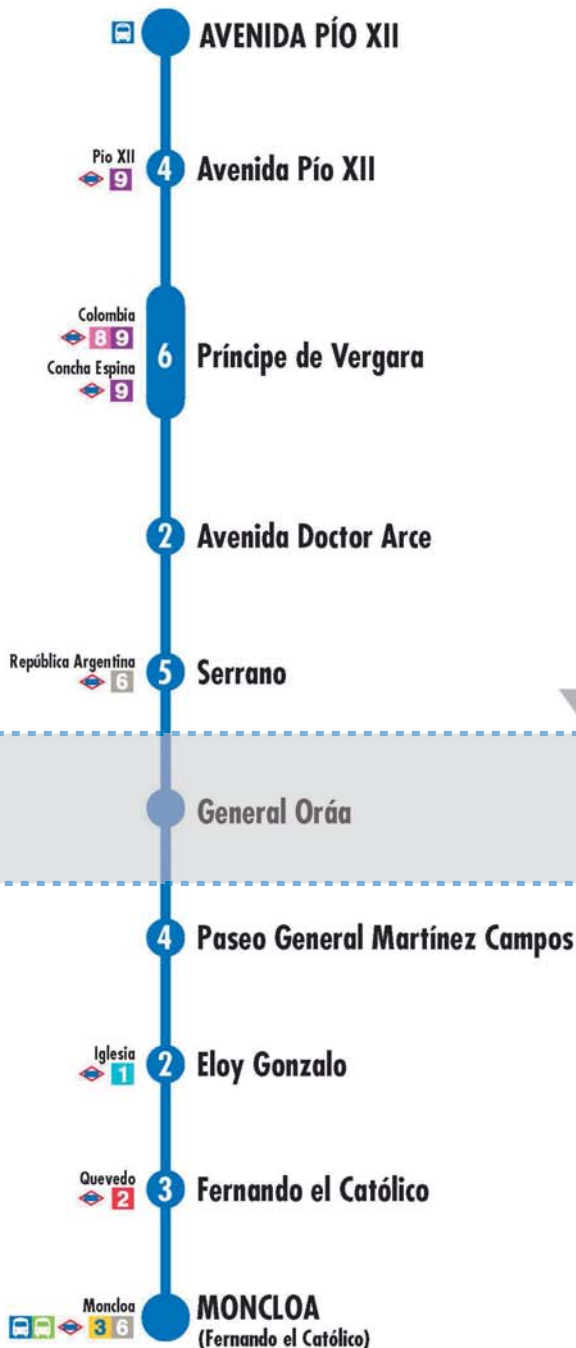 AVENIDA PÍO XII
Pio XII
9
4
Avenida Pío XII
Colombia
8 9
Concha Espina
9
6
Príncipe de Vergara
2
Avenida Doctor Arce
República Argentina
6
5
Serrano
General Oráa
4
Paseo General Martínez Campos
Iglesia
1
2
Eloy Gonzalo
Quevedo
2
3
Fernando el Católico
Moncloa
3 6
MONCLOA
(Fernando el Católico)